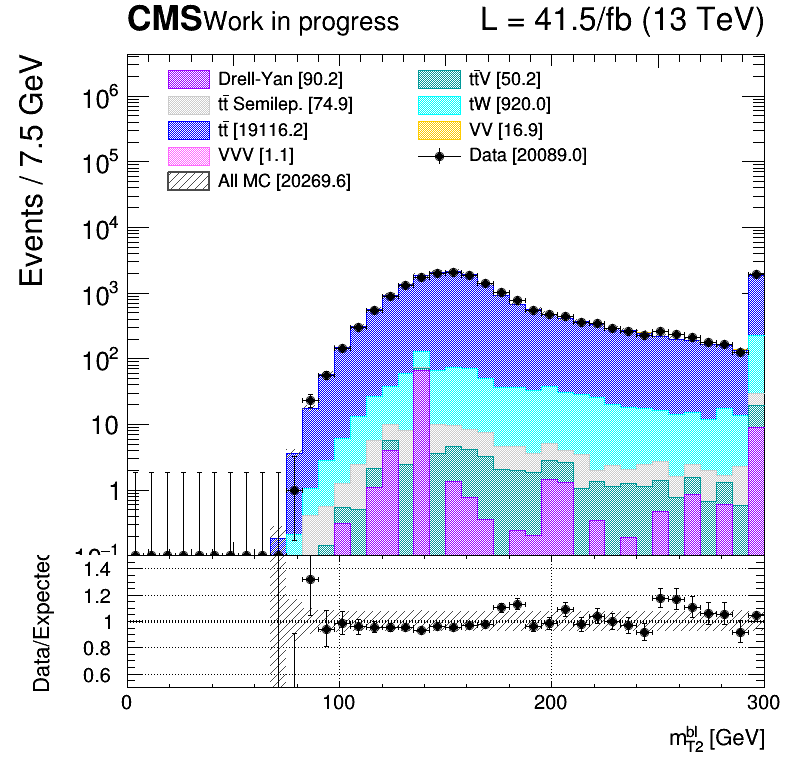 CMS Work in progress L = 41.5/fb (13 TeV)
Events / 7.5 GeV
Drell-Yan [90.2]
tt̄V [50.2]
tt̄ Semilep. [74.9]
tW [920.0]
tt̄ [19116.2]
VV [16.9]
VVV [1.1]
Data [20089.0]
All MC [20269.6]
10⁶
10⁵
10⁴
10³
10²
10
1
10⁻¹
Data/Expected
1.4
1.2
1
0.8
0.6
0 100 200 300
m_{T2}^{bl} [GeV]